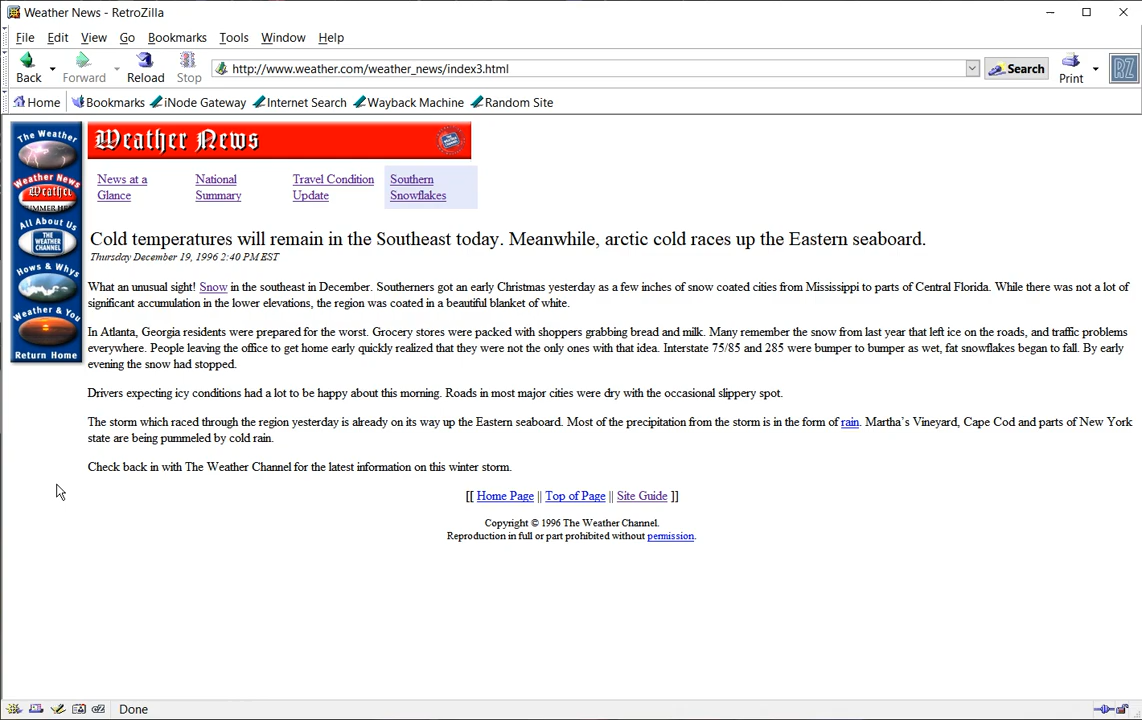 Weather News - RetroZilla
File Edit View Go Bookmarks Tools Window Help
Back Forward Reload Stop http://www.weather.com/weather_news/index3.html Search Print RZ
Home Bookmarks iNode Gateway Internet Search Wayback Machine Random Site
The Weather
Weather News
Weather
SUMMER HE
All About Us
THE
WEATHER
CHANNEL
Hows & Whys
Weather & You
Return Home
Weather News
News at a
Glance
National
Summary
Travel Condition
Update
Southern
Snowflakes
Cold temperatures will remain in the Southeast today. Meanwhile, arctic cold races up the Eastern seaboard.
Thursday December 19, 1996 2:40 PM EST
What an unusual sight! Snow in the southeast in December. Southerners got an early Christmas yesterday as a few inches of snow coated cities from Mississippi to parts of Central Florida. While there was not a lot of
significant accumulation in the lower elevations, the region was coated in a beautiful blanket of white.
In Atlanta, Georgia residents were prepared for the worst. Grocery stores were packed with shoppers grabbing bread and milk. Many remember the snow from last year that left ice on the roads, and traffic problems
everywhere. People leaving the office to get home early quickly realized that they were not the only ones with that idea. Interstate 75/85 and 285 were bumper to bumper as wet, fat snowflakes began to fall. By early
evening the snow had stopped.
Drivers expecting icy conditions had a lot to be happy about this morning. Roads in most major cities were dry with the occasional slippery spot.
The storm which raced through the region yesterday is already on its way up the Eastern seaboard. Most of the precipitation from the storm is in the form of rain. Martha's Vineyard, Cape Cod and parts of New York
state are being pummeled by cold rain.
Check back in with The Weather Channel for the latest information on this winter storm.
[[ Home Page || Top of Page || Site Guide ]]
Copyright © 1996 The Weather Channel.
Reproduction in full or part prohibited without permission.
Done